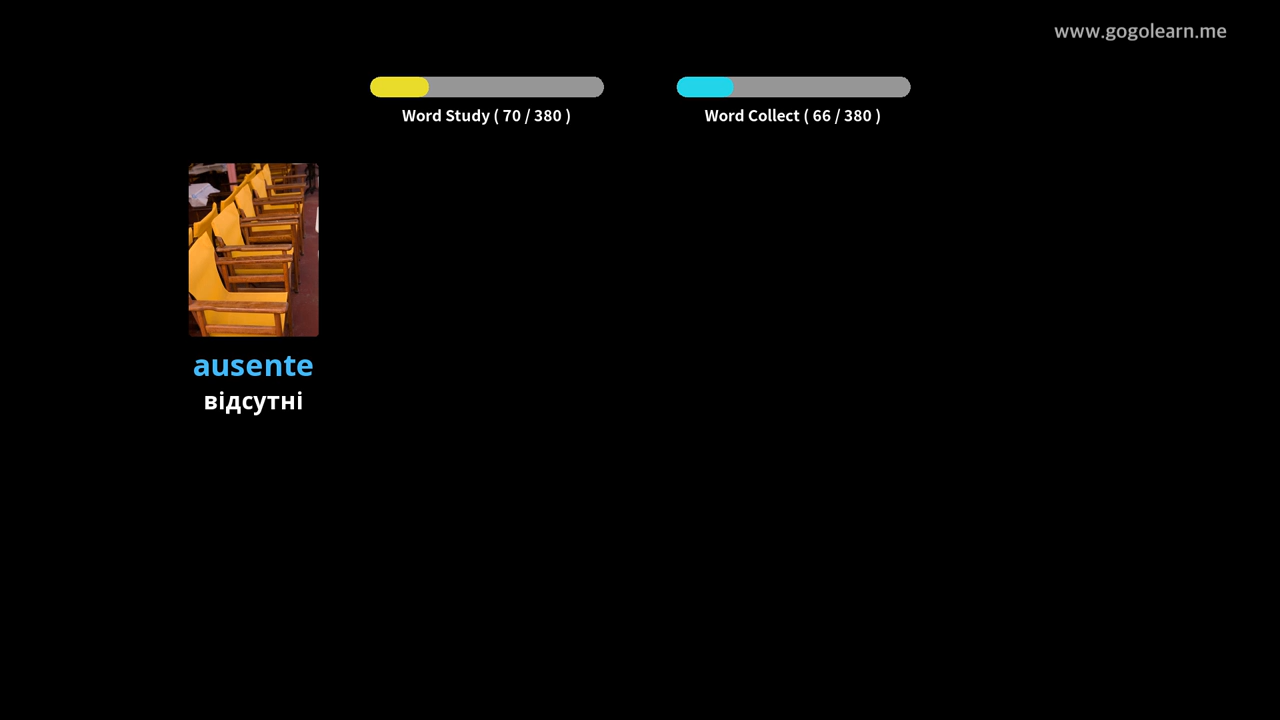 www.gogolearn.me
Word Study ( 70 / 380 )
Word Collect ( 66 / 380 )
ausente
відсутні